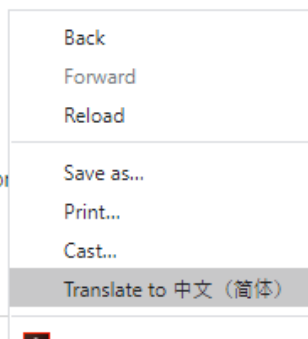 Back
Forward
Reload
Save as...
Print...
Cast...
Translate to 中文（简体）